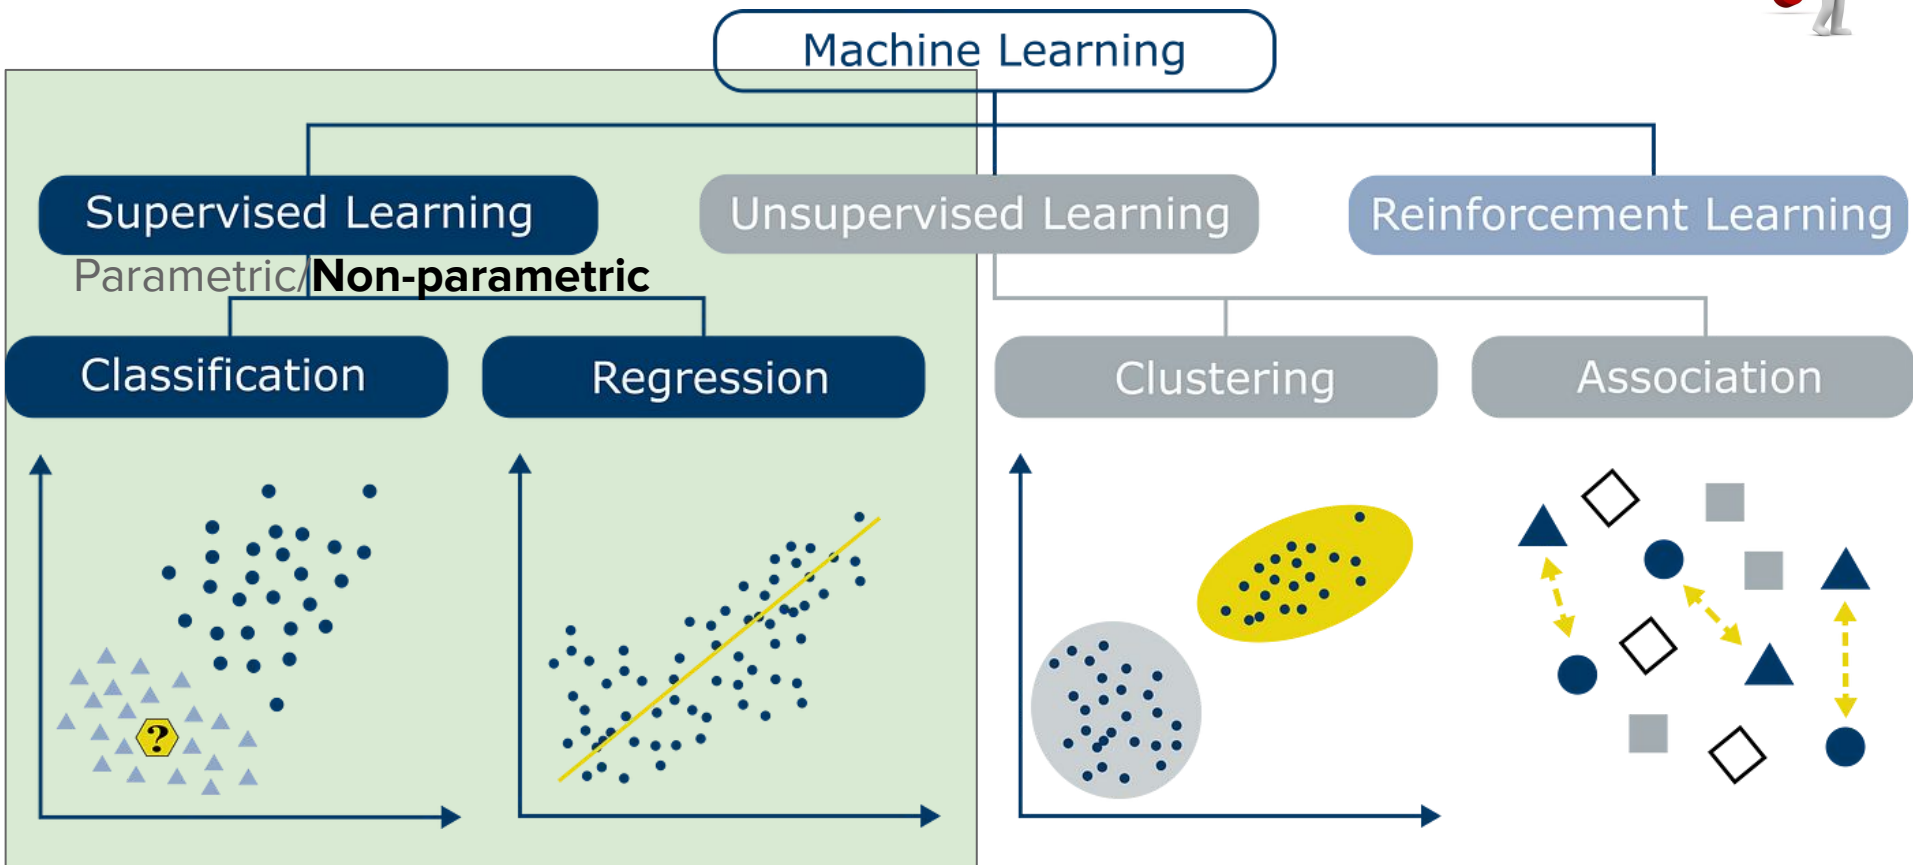 Machine Learning
Supervised Learning
Unsupervised Learning
Reinforcement Learning
Parametric/Non-parametric
Classification
Regression
Clustering
Association
?